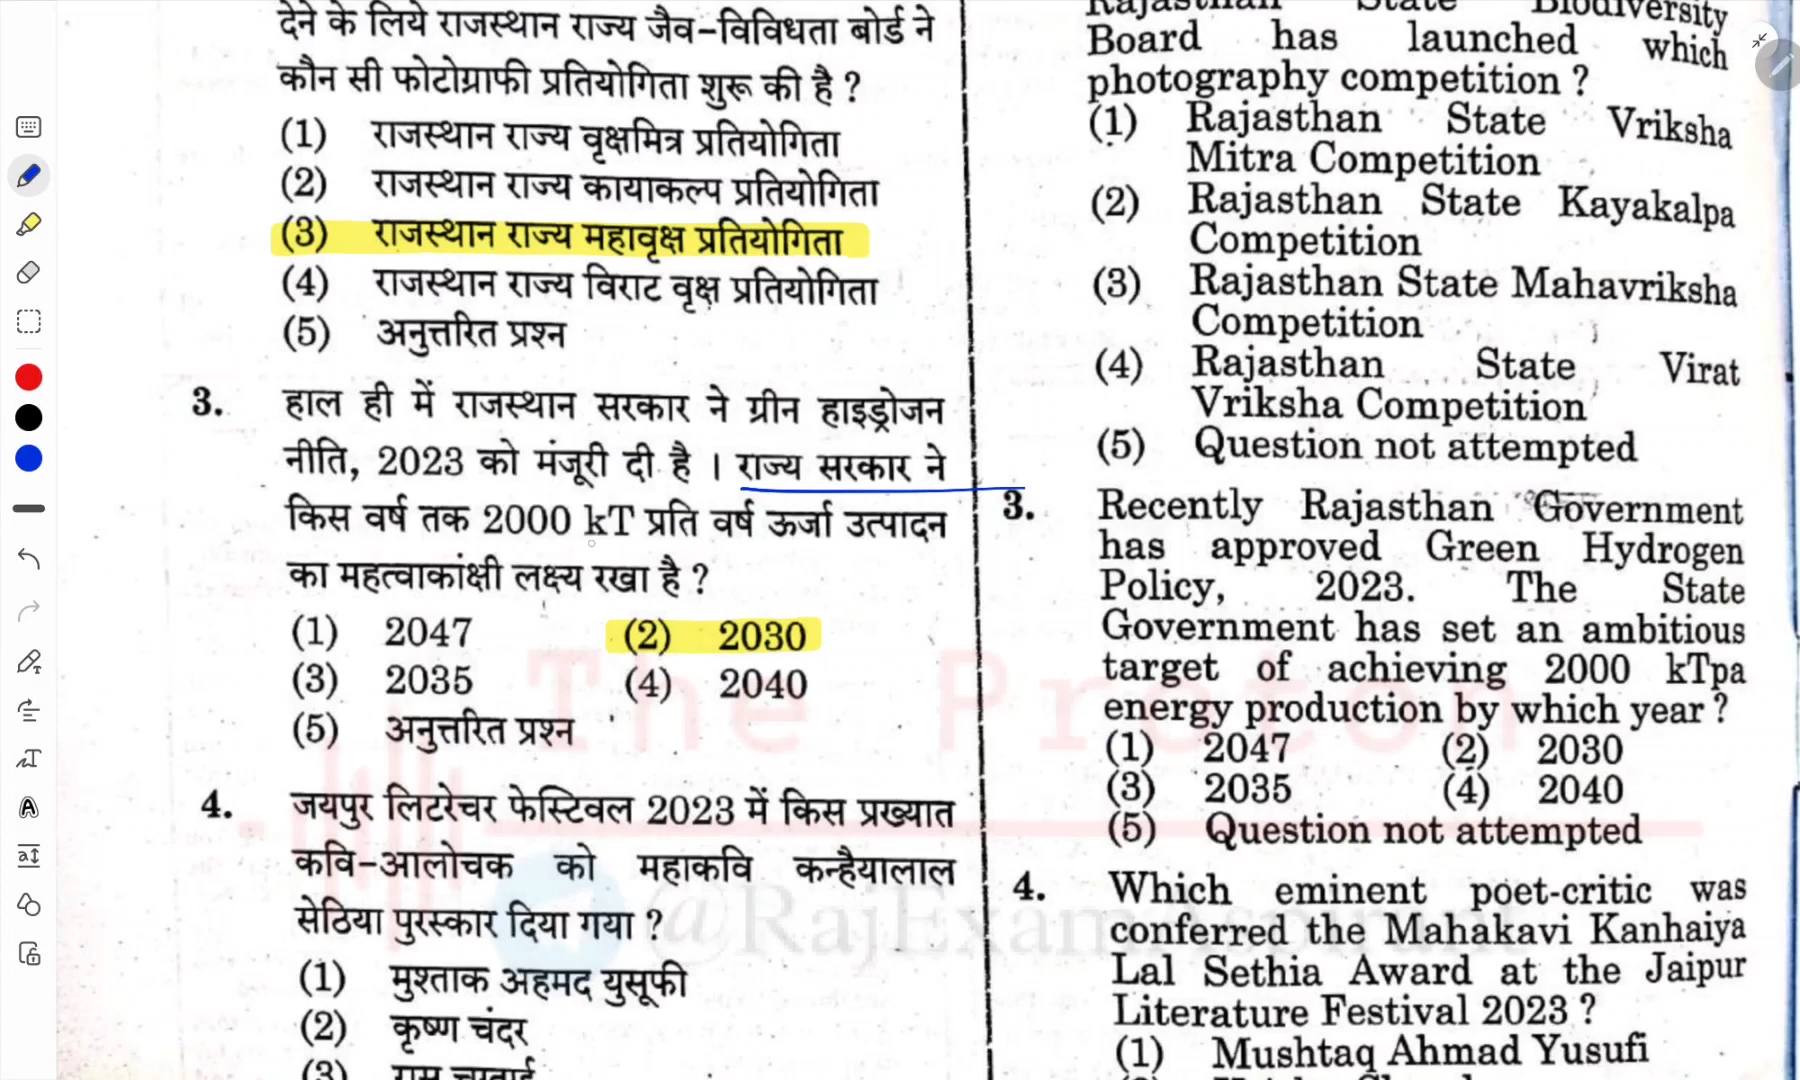 देने के लिये राजस्थान राज्य जैव-विविधता बोर्ड ने
कौन सी फोटोग्राफी प्रतियोगिता शुरू की है ?
(1) राजस्थान राज्य वृक्षमित्र प्रतियोगिता
(2) राजस्थान राज्य कायाकल्प प्रतियोगिता
(3) राजस्थान राज्य महावृक्ष प्रतियोगिता
(4) राजस्थान राज्य विराट वृक्ष प्रतियोगिता
(5) अनुत्तरित प्रश्न
3. हाल ही में राजस्थान सरकार ने ग्रीन हाइड्रोजन
नीति, 2023 को मंजूरी दी है । राज्य सरकार ने
किस वर्ष तक 2000 kT प्रति वर्ष ऊर्जा उत्पादन
का महत्वाकांक्षी लक्ष्य रखा है ?
(1) 2047 (2) 2030
(3) 2035 (4) 2040
(5) अनुत्तरित प्रश्न
4. जयपुर लिटरेचर फेस्टिवल 2023 में किस प्रख्यात
कवि-आलोचक को महाकवि कन्हैयालाल
सेठिया पुरस्कार दिया गया ?
(1) मुश्ताक अहमद युसूफी
(2) कृष्ण चंदर
Rajasthan State Biodiversity
Board has launched which
photography competition ?
(1) Rajasthan State Vriksha
Mitra Competition
(2) Rajasthan State Kayakalpa
Competition
(3) Rajasthan State Mahavriksha
Competition
(4) Rajasthan State Virat
Vriksha Competition
(5) Question not attempted
3. Recently Rajasthan Government
has approved Green Hydrogen
Policy, 2023. The State
Government has set an ambitious
target of achieving 2000 kTpa
energy production by which year ?
(1) 2047 (2) 2030
(3) 2035 (4) 2040
(5) Question not attempted
4. Which eminent poet-critic was
conferred the Mahakavi Kanhaiya
Lal Sethia Award at the Jaipur
Literature Festival 2023 ?
(1) Mushtaq Ahmad Yusufi
The Proton
@RajExamAspirant